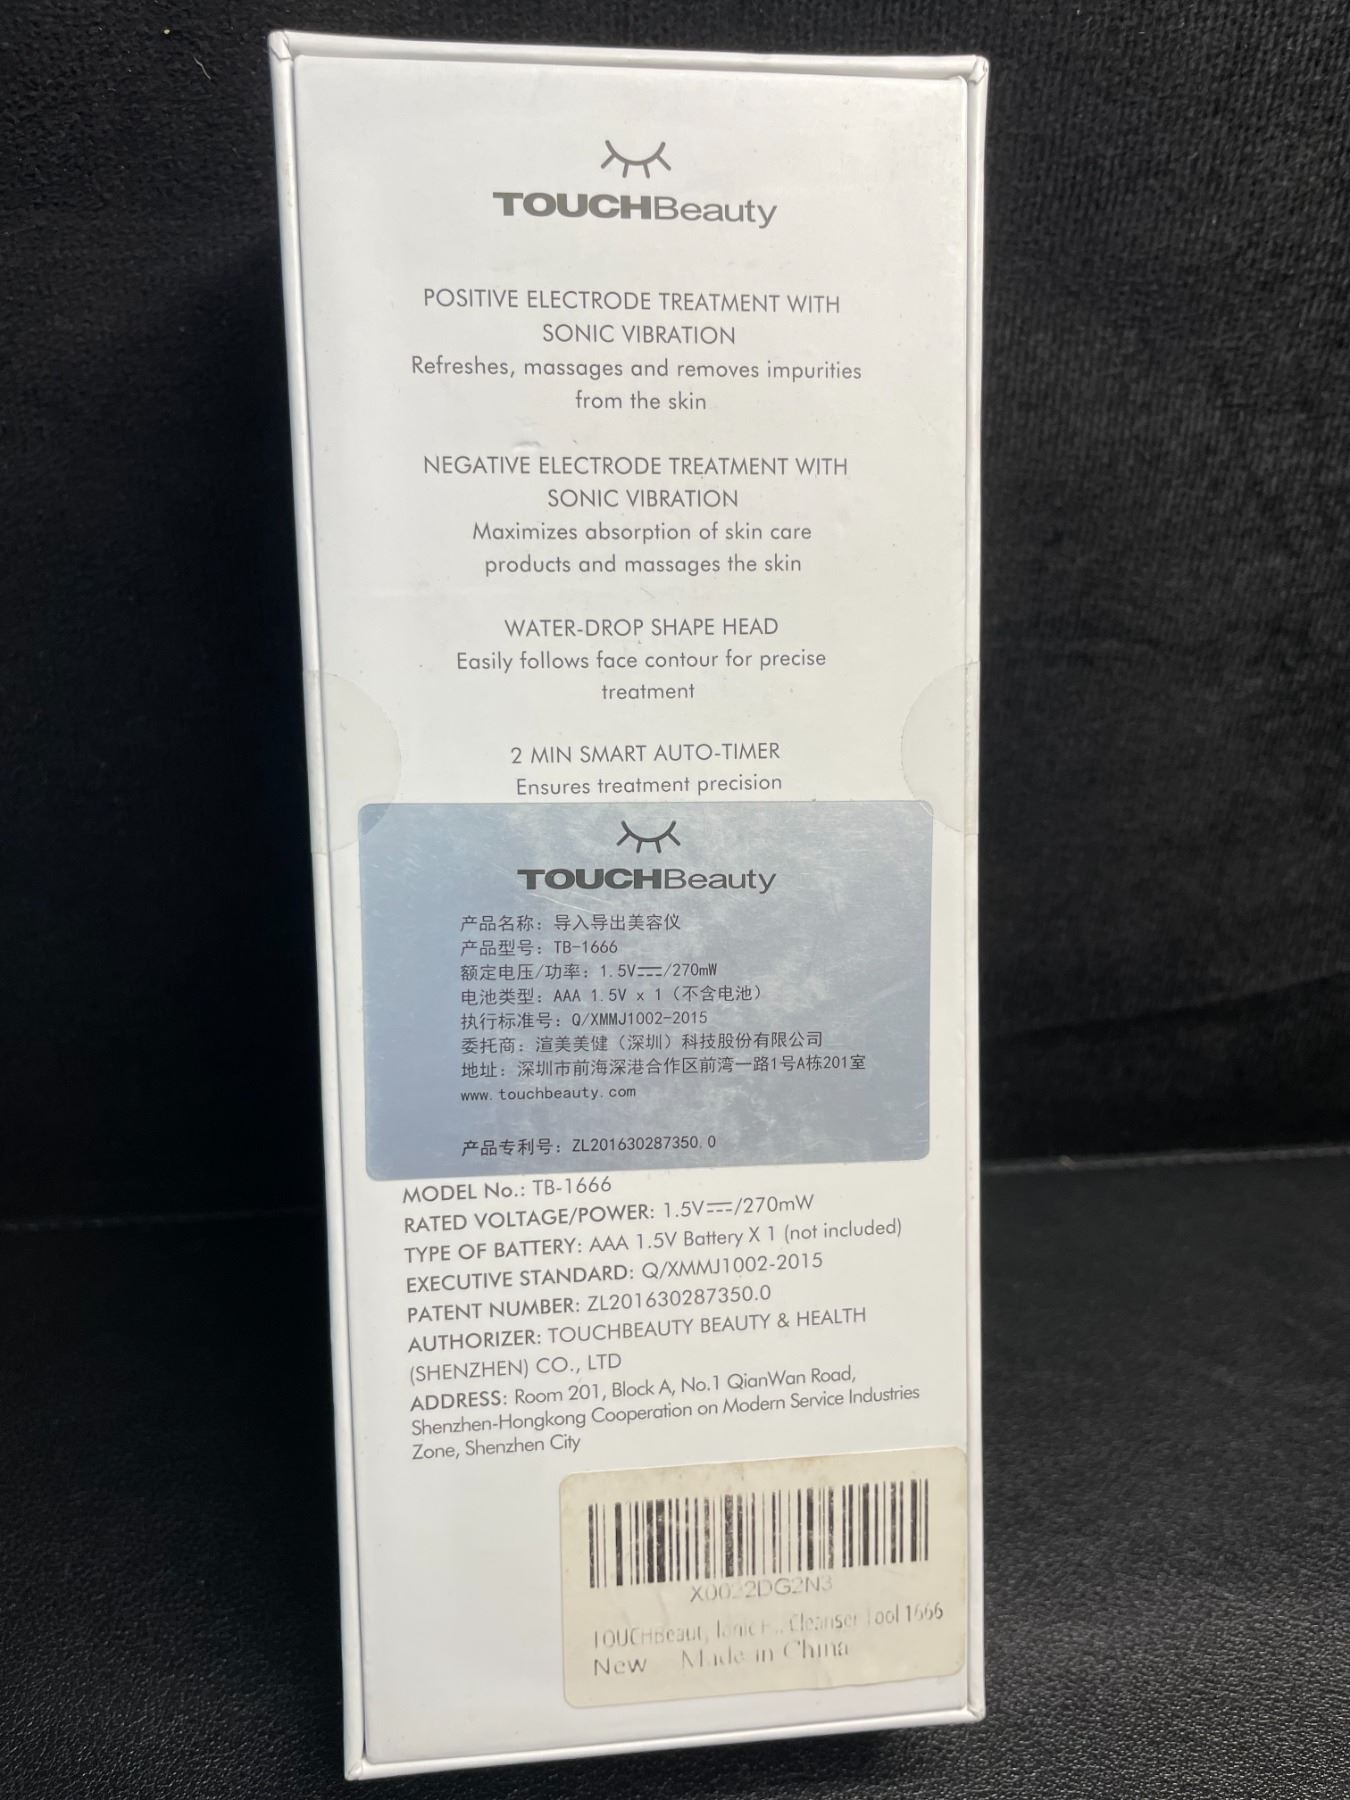 TOUCHBeauty
POSITIVE ELECTRODE TREATMENT WITH
SONIC VIBRATION
Refreshes, massages and removes impurities
from the skin
NEGATIVE ELECTRODE TREATMENT WITH
SONIC VIBRATION
Maximizes absorption of skin care
products and massages the skin
WATER-DROP SHAPE HEAD
Easily follows face contour for precise
treatment
2 MIN SMART AUTO-TIMER
Ensures treatment precision
TOUCHBeauty
产品名称：导入导出美容仪
产品型号：TB-1666
额定电压/功率：1.5V⎓/270mW
电池类型：AAA 1.5V x 1（不含电池）
执行标准号：Q/XMMJ1002-2015
委托商：渲美美健（深圳）科技股份有限公司
地址：深圳市前海深港合作区前湾一路1号A栋201室
www.touchbeauty.com
产品专利号：ZL201630287350.0
MODEL No.: TB-1666
RATED VOLTAGE/POWER: 1.5V⎓/270mW
TYPE OF BATTERY: AAA 1.5V Battery X 1 (not included)
EXECUTIVE STANDARD: Q/XMMJ1002-2015
PATENT NUMBER: ZL201630287350.0
AUTHORIZER: TOUCHBEAUTY BEAUTY & HEALTH
(SHENZHEN) CO., LTD
ADDRESS: Room 201, Block A, No.1 QianWan Road,
Shenzhen-Hongkong Cooperation on Modern Service Industries
Zone, Shenzhen City
Cleanser Tool 1666
New Made in China